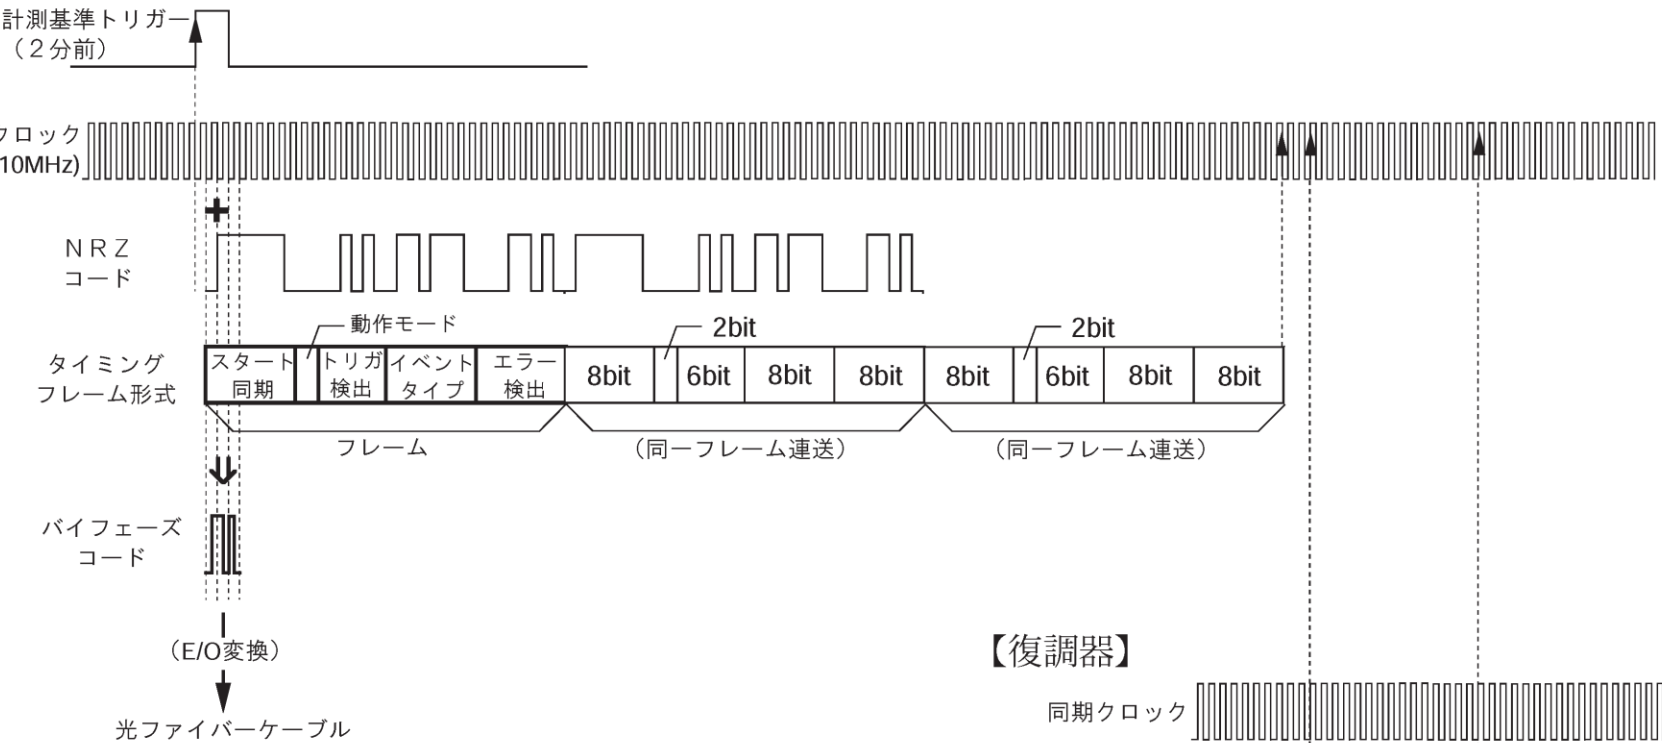 計測基準トリガー
（２分前）
クロック
10MHz)
ＮＲＺ
コード
動作モード
2bit
2bit
タイミング
フレーム形式
スタート
同期
トリガ
検出
イベント
タイプ
エラー
検出
8bit
6bit
8bit
8bit
8bit
6bit
8bit
8bit
フレーム
（同一フレーム連送）
（同一フレーム連送）
バイフェーズ
コード
（E/O変換）
光ファイバーケーブル
【復調器】
同期クロック